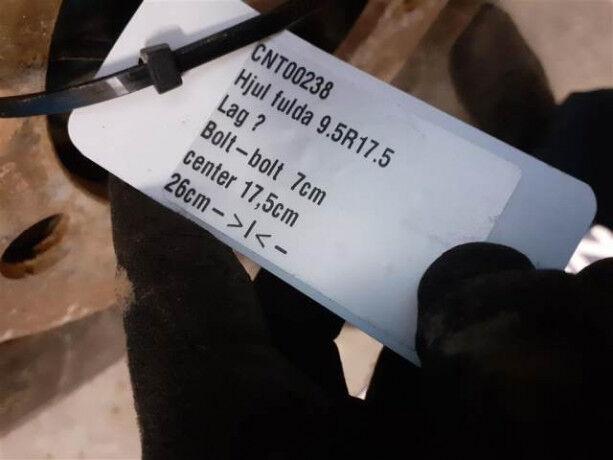 CNT00238
Hjul fulda 9.5R17.5
Lag ?
Bolt-bolt 7cm
center 17,5cm
26cm->|<-